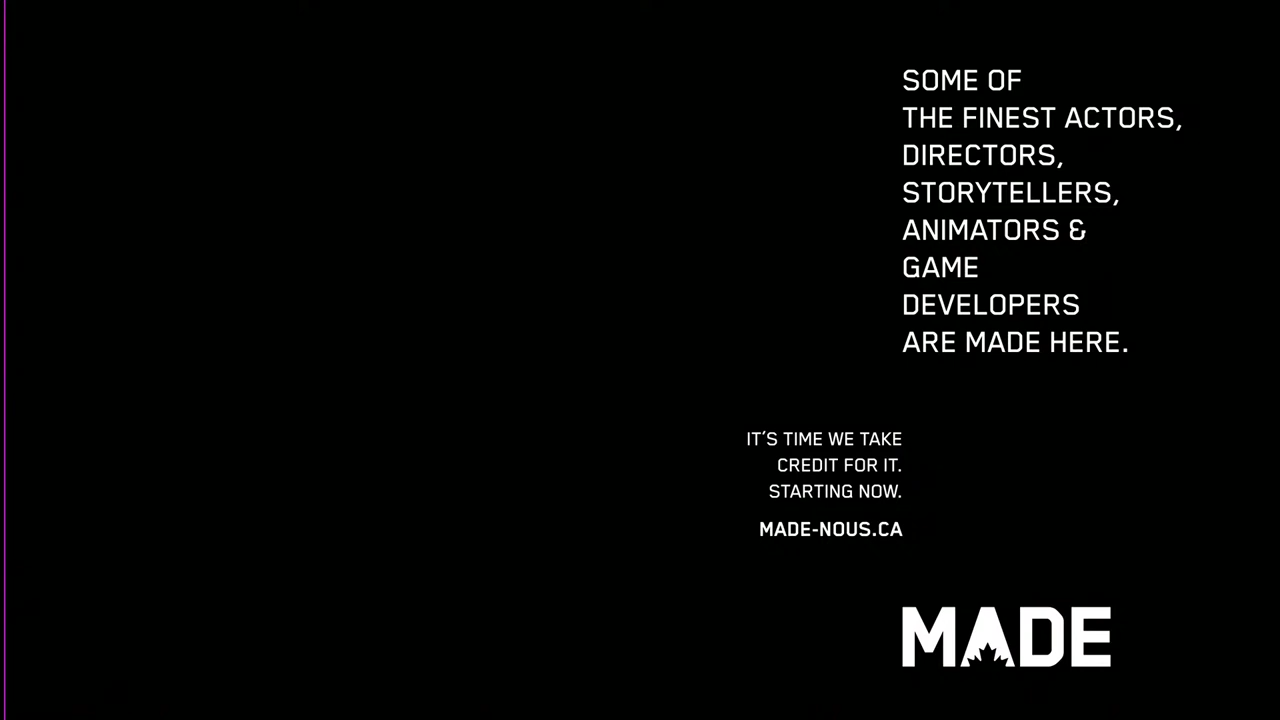 SOME OF
THE FINEST ACTORS,
DIRECTORS,
STORYTELLERS,
ANIMATORS &
GAME
DEVELOPERS
ARE MADE HERE.
IT'S TIME WE TAKE
CREDIT FOR IT.
STARTING NOW.
MADE-NOUS.CA
MADE